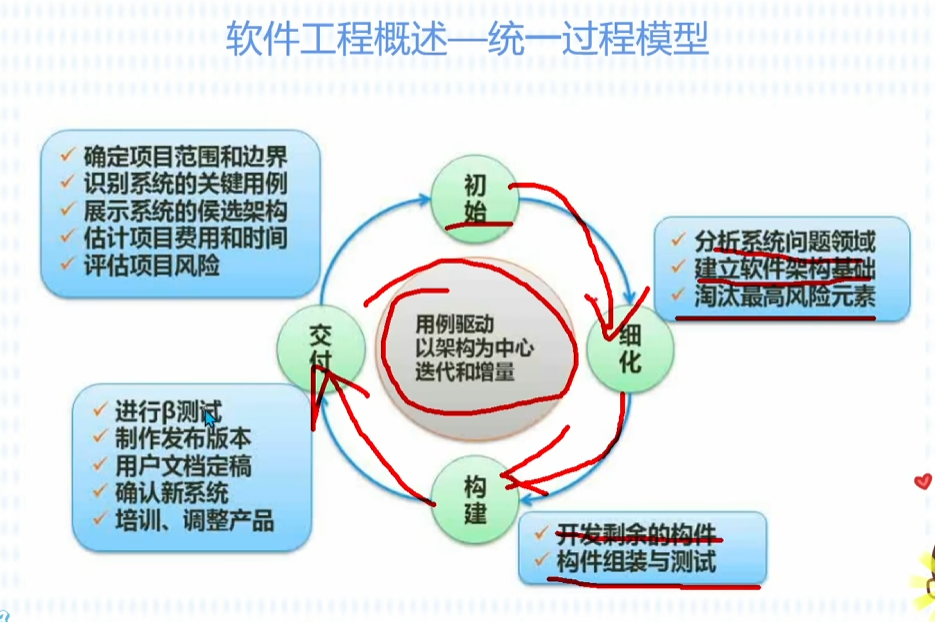 软件工程概述—统一过程模型
确定项目范围和边界
识别系统的关键用例
展示系统的侯选架构
估计项目费用和时间
评估项目风险
初
始
分析系统问题领域
建立软件架构基础
淘汰最高风险元素
用例驱动
以架构为中心
迭代和增量
交
付
细
化
进行β测试
制作发布版本
用户文档定稿
确认新系统
培训、调整产品
构
建
开发剩余的构件
构件组装与测试